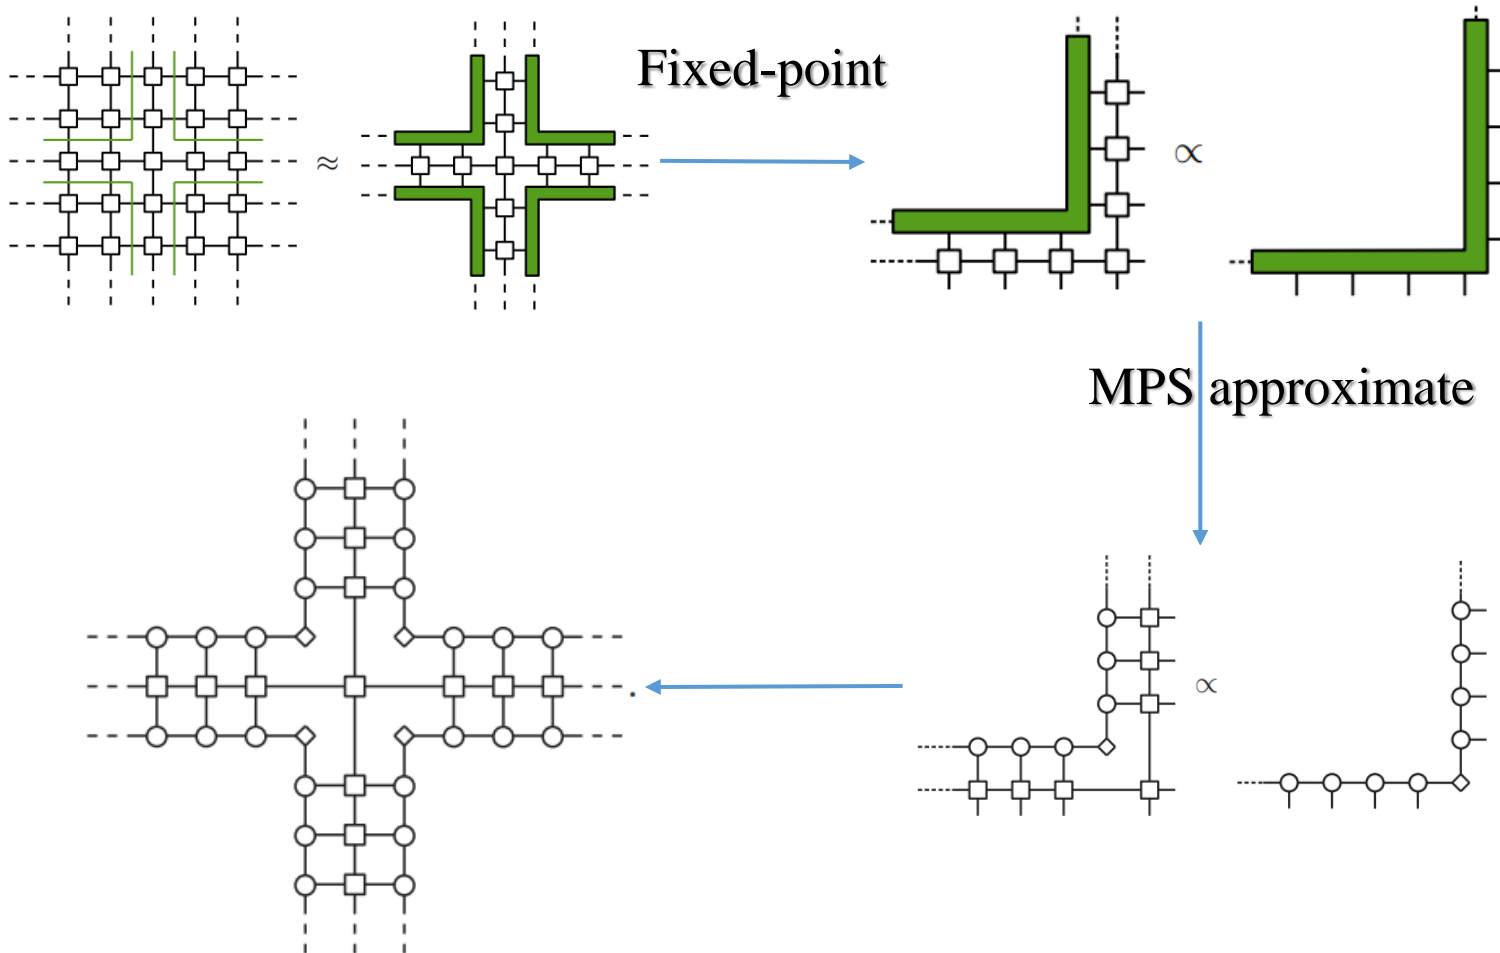 ≈
Fixed-point
∝
MPS approximate
∝
.